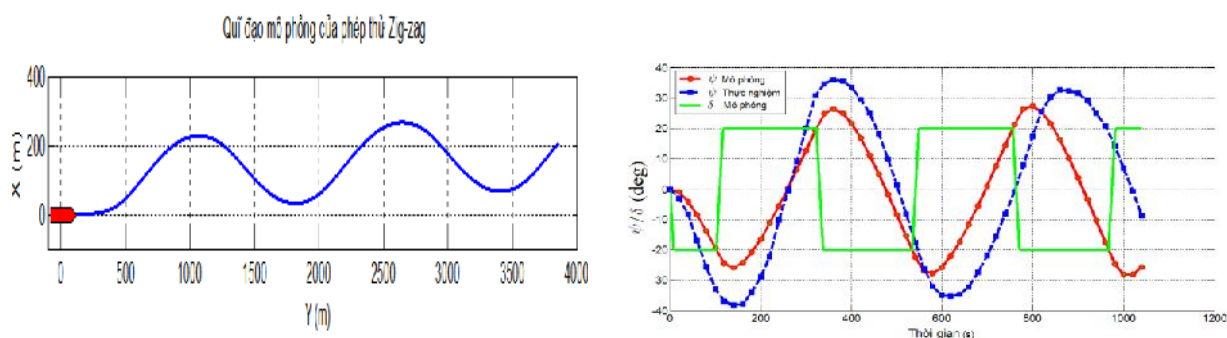 Quĩ đạo mô phỏng của phép thử Zig-zag
400
200
0
X (m)
0 500 1000 1500 2000 2500 3000 3500 4000
Y (m)
40
30
20
10
0
-10
-20
-30
-40
ψ/δ (deg)
ψ Mô phỏng
ψ Thực nghiệm
δ Mô phỏng
0 200 400 600 800 1000 1200
Thời gian (s)